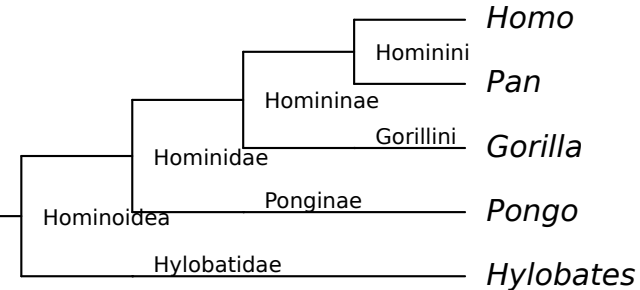 Homo
Hominini
Pan
Homininae
Gorillini
Gorilla
Hominidae
Ponginae
Pongo
Hominoidea
Hylobatidae
Hylobates